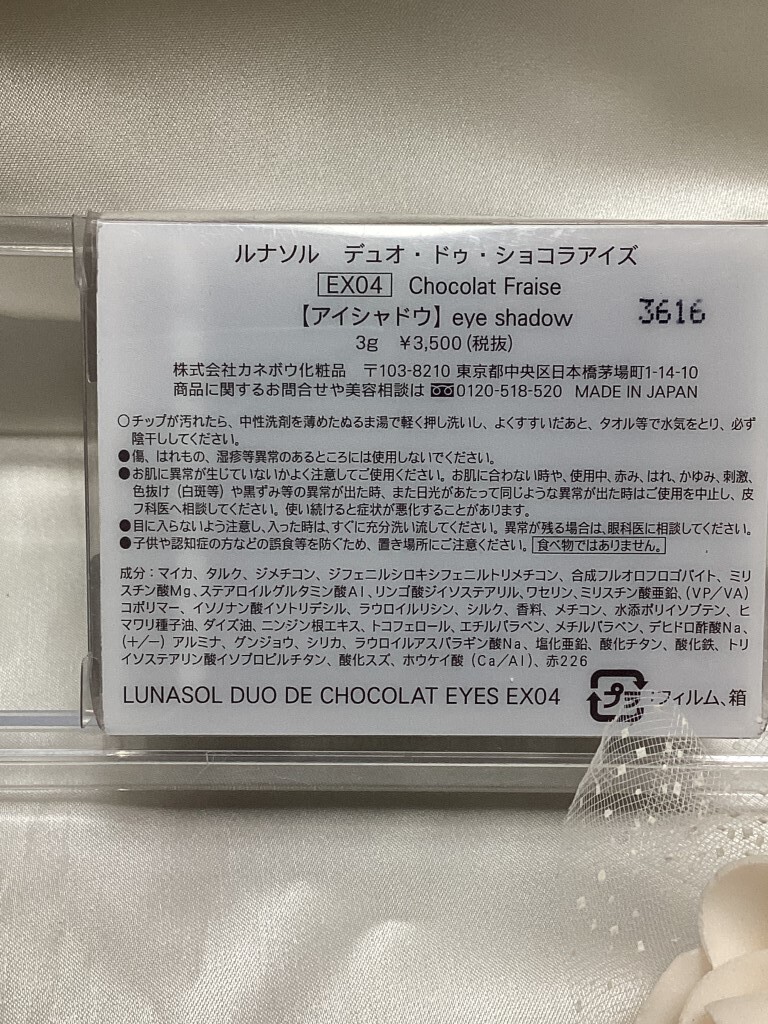 ルナソル デュオ・ドゥ・ショコラアイズ
EX04 Chocolat Fraise
【アイシャドウ】eye shadow 3616
3g ¥3,500(税抜)
株式会社カネボウ化粧品 〒103-8210 東京都中央区日本橋茅場町1-14-10
商品に関するお問合せや美容相談は 0120-518-520 MADE IN JAPAN
○チップが汚れたら、中性洗剤を薄めたぬるま湯で軽く押し洗いし、よくすすいだあと、タオル等で水気をとり、必ず
陰干ししてください。
●傷、はれもの、湿疹等異常のあるところには使用しないでください。
●お肌に異常が生じていないかよく注意してご使用ください。お肌に合わない時や、使用中、赤み、はれ、かゆみ、刺激、
色抜け(白斑等)や黒ずみ等の異常が出た時、また日光があたって同じような異常が出た時はご使用を中止し、皮
フ科医へ相談してください。使い続けると症状が悪化することがあります。
●目に入らないよう注意し、入った時は、すぐに充分洗い流してください。異常が残る場合は、眼科医に相談してください。
●子供や認知症の方などの誤食等を防ぐため、置き場所にご注意ください。食べ物ではありません。
成分:マイカ、タルク、ジメチコン、ジフェニルシロキシフェニルトリメチコン、合成フルオロフロゴパイト、ミリ
スチン酸Mg、ステアロイルグルタミン酸Al、リンゴ酸ジイソステアリル、ワセリン、ミリスチン酸亜鉛、(VP/VA)
コポリマー、イソノナン酸イソトリデシル、ラウロイルリシン、シルク、香料、メチコン、水添ポリイソブテン、ヒ
マワリ種子油、ダイズ油、ニンジン根エキス、トコフェロール、エチルパラベン、メチルパラベン、デヒドロ酢酸Na、
(+/−)アルミナ、グンジョウ、シリカ、ラウロイルアスパラギン酸Na、塩化亜鉛、酸化チタン、酸化鉄、トリ
イソステアリン酸イソプロピルチタン、酸化スズ、ホウケイ酸(Ca/Al)、赤226
LUNASOL DUO DE CHOCOLAT EYES EX04 プラ:フィルム、箱